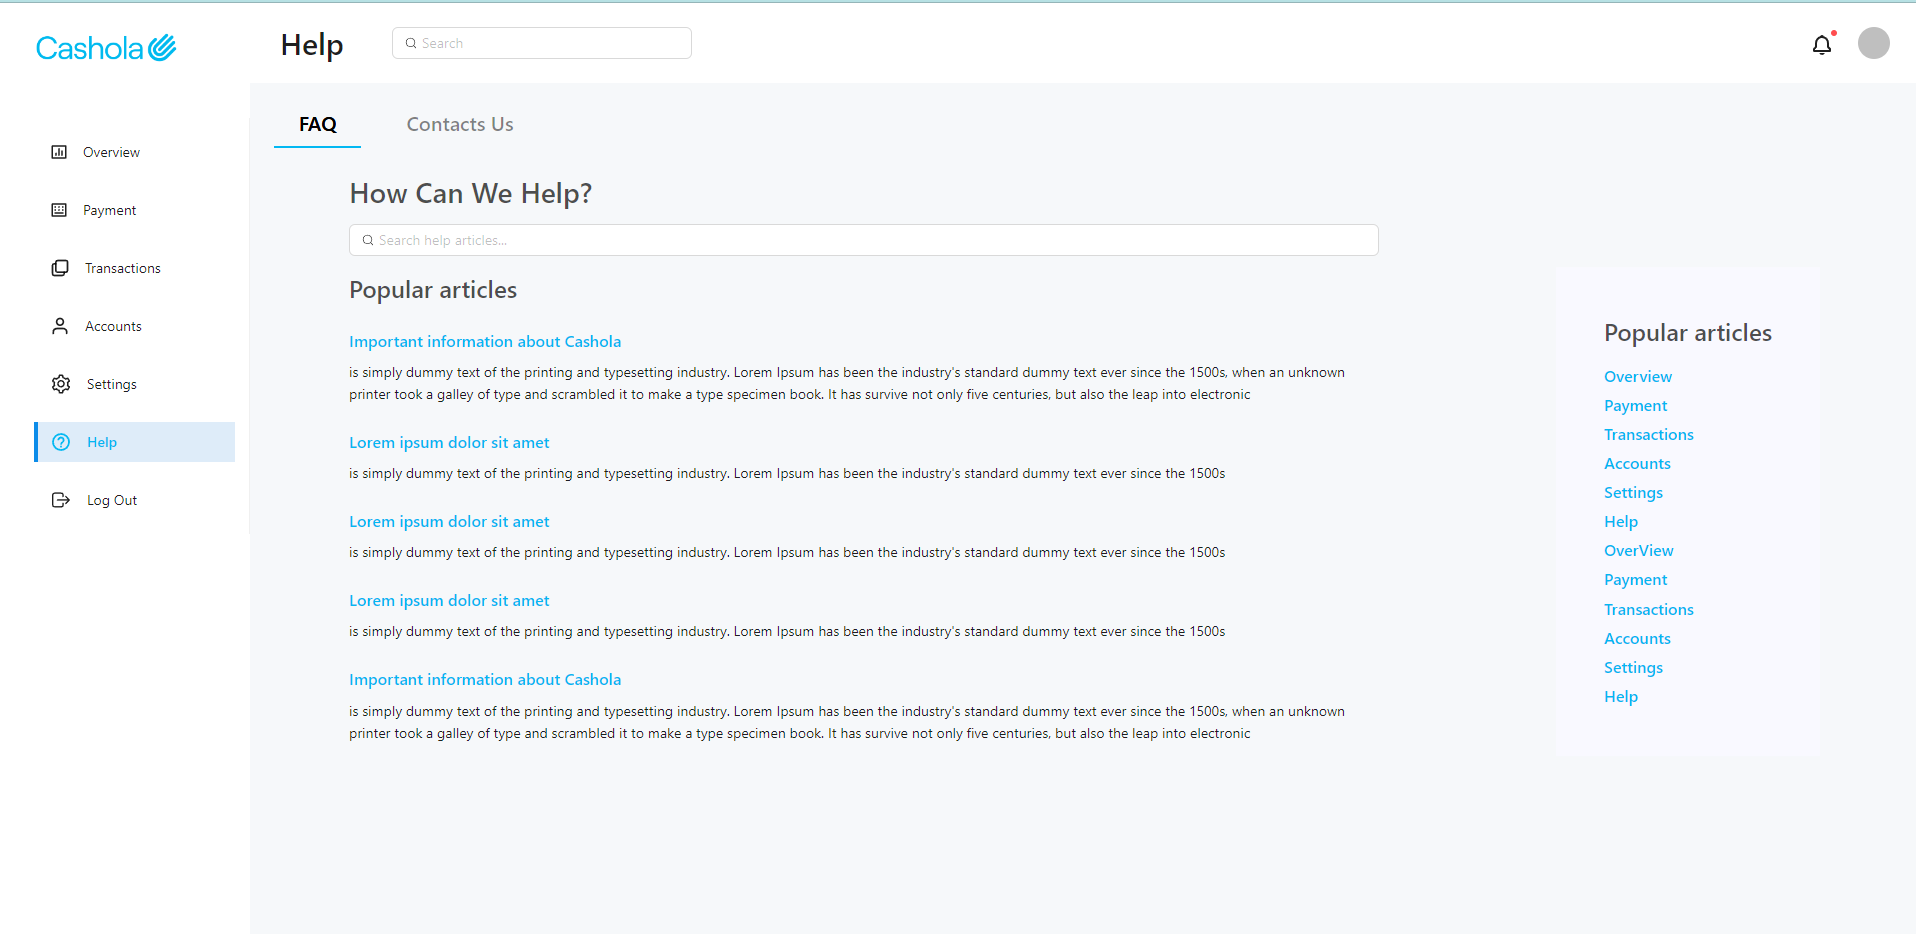 Cashola
Help
Search
Overview
Payment
Transactions
Accounts
Settings
Help
Log Out
FAQ
Contacts Us
How Can We Help?
Search help articles...
Popular articles
Important information about Cashola
is simply dummy text of the printing and typesetting industry. Lorem Ipsum has been the industry's standard dummy text ever since the 1500s, when an unknown
printer took a galley of type and scrambled it to make a type specimen book. It has survive not only five centuries, but also the leap into electronic
Lorem ipsum dolor sit amet
is simply dummy text of the printing and typesetting industry. Lorem Ipsum has been the industry's standard dummy text ever since the 1500s
Lorem ipsum dolor sit amet
is simply dummy text of the printing and typesetting industry. Lorem Ipsum has been the industry's standard dummy text ever since the 1500s
Lorem ipsum dolor sit amet
is simply dummy text of the printing and typesetting industry. Lorem Ipsum has been the industry's standard dummy text ever since the 1500s
Important information about Cashola
is simply dummy text of the printing and typesetting industry. Lorem Ipsum has been the industry's standard dummy text ever since the 1500s, when an unknown
printer took a galley of type and scrambled it to make a type specimen book. It has survive not only five centuries, but also the leap into electronic
Popular articles
Overview
Payment
Transactions
Accounts
Settings
Help
OverView
Payment
Transactions
Accounts
Settings
Help